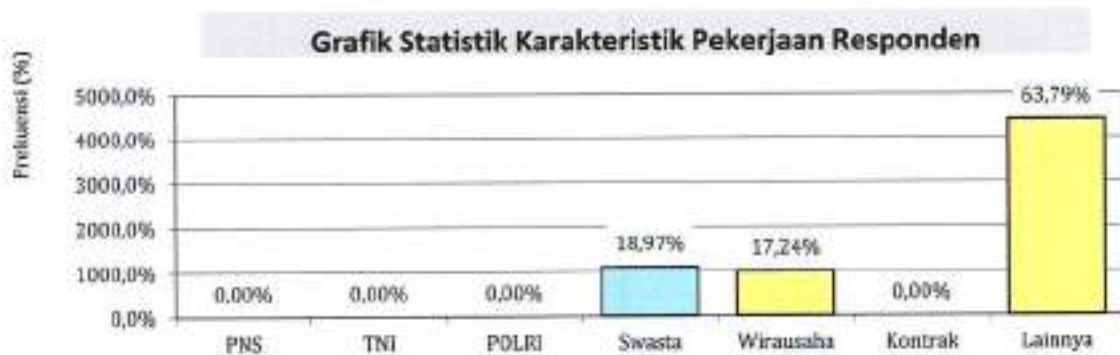 Grafik Statistik Karakteristik Pekerjaan Responden
Prekuensi (%)
5000,0%
4000,0%
3000,0%
2000,0%
1000,0%
0,0%
0,00%
0,00%
0,00%
18,97%
17,24%
0,00%
63,79%
PNS
TNI
POLRI
Swasta
Wirausaha
Kontrak
Lainnya